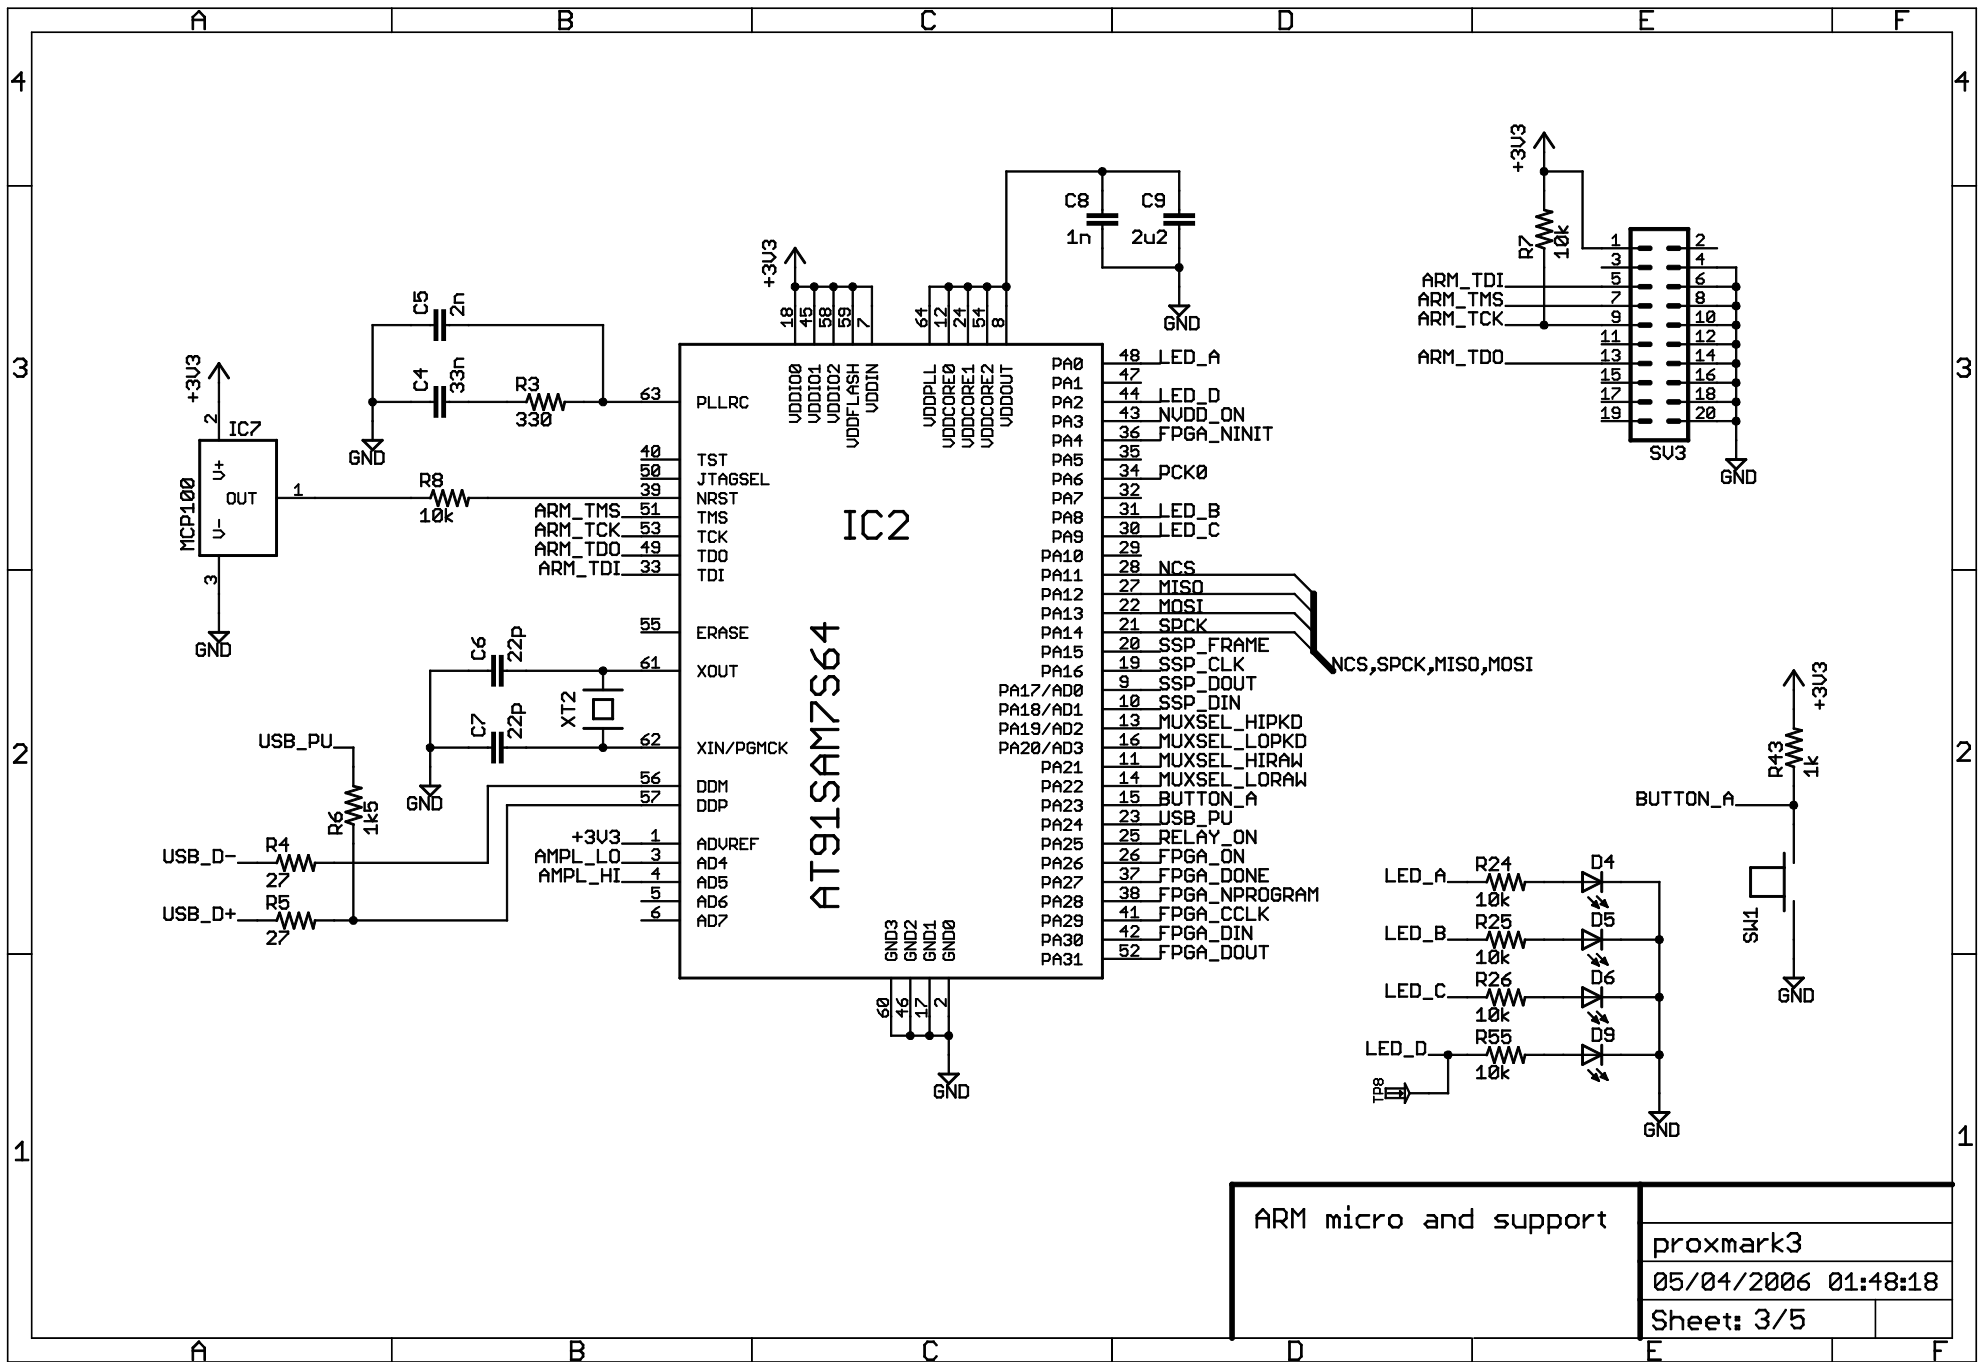 A B C D E F
4 4
3 3
2 2
1 1
A B C D E F
+3V3
2
IC7
V+
OUT
V-
MCP100
1
3
GND
C5
2n
C4
33n
R3
330
GND
R8
10k
ARM_TMS
ARM_TCK
ARM_TDO
ARM_TDI
C6
22p
C7
22p
XT2
GND
USB_PU
R6
1k5
USB_D-
R4
27
USB_D+
R5
27
+3V3
AMPL_LO
AMPL_HI
63 PLLRC
40 TST
50 JTAGSEL
39 NRST
51 TMS
53 TCK
49 TDO
33 TDI
55 ERASE
61 XOUT
62 XIN/PGMCK
56 DDM
57 DDP
1 ADVREF
3 AD4
4 AD5
5 AD6
6 AD7
+3V3
18 VDDIO0
45 VDDIO1
58 VDDIO2
59 VDDFLASH
7 VDDIN
64 VDDPLL
12 VDDCORE0
24 VDDCORE1
54 VDDCORE2
8 VDDOUT
C8
1n
C9
2u2
GND
IC2
AT91SAM7S64
60 GND3
46 GND2
17 GND1
2 GND0
GND
PA0 48 LED_A
PA1 47
PA2 44 LED_D
PA3 43 NVDD_ON
PA4 36 FPGA_NINIT
PA5 35
PA6 34 PCK0
PA7 32
PA8 31 LED_B
PA9 30 LED_C
PA10 29
PA11 28 NCS
PA12 27 MISO
PA13 22 MOSI
PA14 21 SPCK
PA15 20 SSP_FRAME
PA16 19 SSP_CLK
PA17/AD0 9 SSP_DOUT
PA18/AD1 10 SSP_DIN
PA19/AD2 13 MUXSEL_HIPKD
PA20/AD3 16 MUXSEL_LOPKD
PA21 11 MUXSEL_HIRAW
PA22 14 MUXSEL_LORAW
PA23 15 BUTTON_A
PA24 23 USB_PU
PA25 25 RELAY_ON
PA26 26 FPGA_ON
PA27 37 FPGA_DONE
PA28 38 FPGA_NPROGRAM
PA29 41 FPGA_CCLK
PA30 42 FPGA_DIN
PA31 52 FPGA_DOUT
NCS,SPCK,MISO,MOSI
+3V3
R7
10k
ARM_TDI
ARM_TMS
ARM_TCK
ARM_TDO
1 2
3 4
5 6
7 8
9 10
11 12
13 14
15 16
17 18
19 20
SV3
GND
+3V3
R43
1k
BUTTON_A
SW1
GND
LED_A R24 10k D4
LED_B R25 10k D5
LED_C R26 10k D6
LED_D R55 10k D9
TP8
GND
ARM micro and support
proxmark3
05/04/2006 01:48:18
Sheet: 3/5